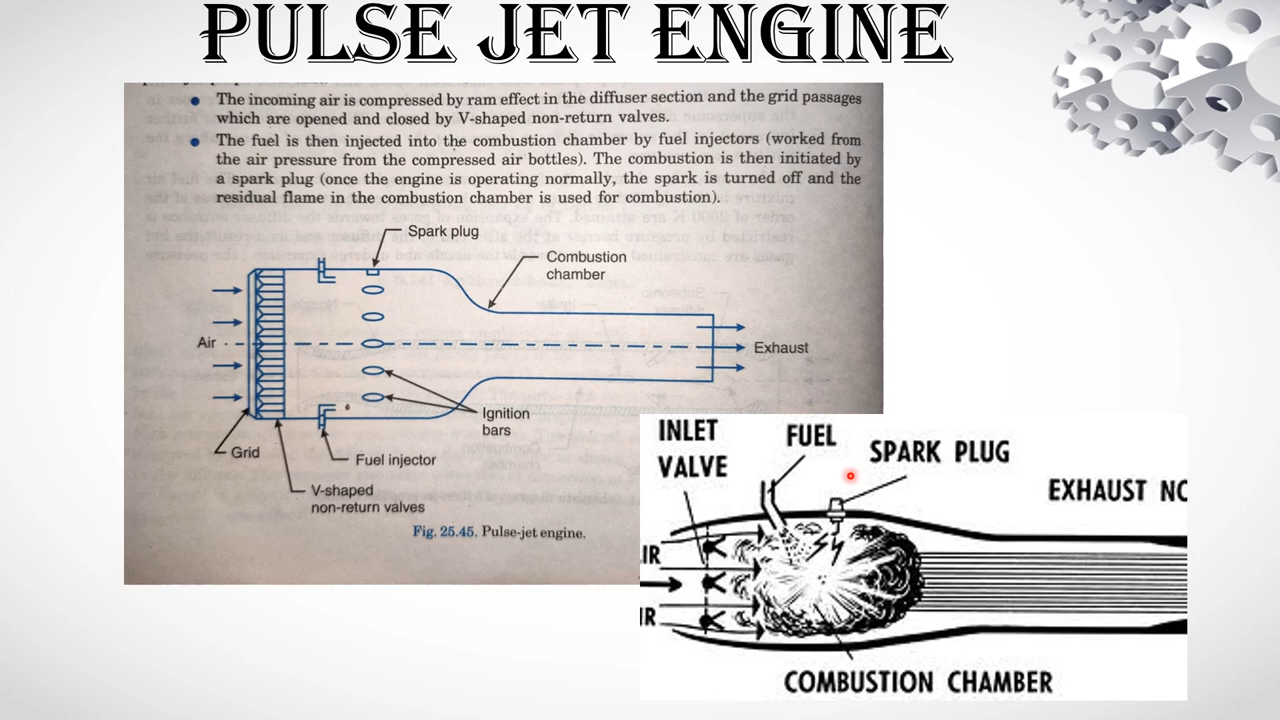 PULSE JET ENGINE
• The incoming air is compressed by ram effect in the diffuser section and the grid passages
which are opened and closed by V-shaped non-return valves.
• The fuel is then injected into the combustion chamber by fuel injectors (worked from
the air pressure from the compressed air bottles). The combustion is then initiated by
a spark plug (once the engine is operating normally, the spark is turned off and the
residual flame in the combustion chamber is used for combustion).
Spark plug
Combustion
chamber
Air
Exhaust
Ignition
bars
Grid
Fuel injector
V-shaped
non-return valves
Fig. 25.45. Pulse-jet engine.
INLET
VALVE
FUEL
SPARK PLUG
EXHAUST NO
IR
IR
COMBUSTION CHAMBER